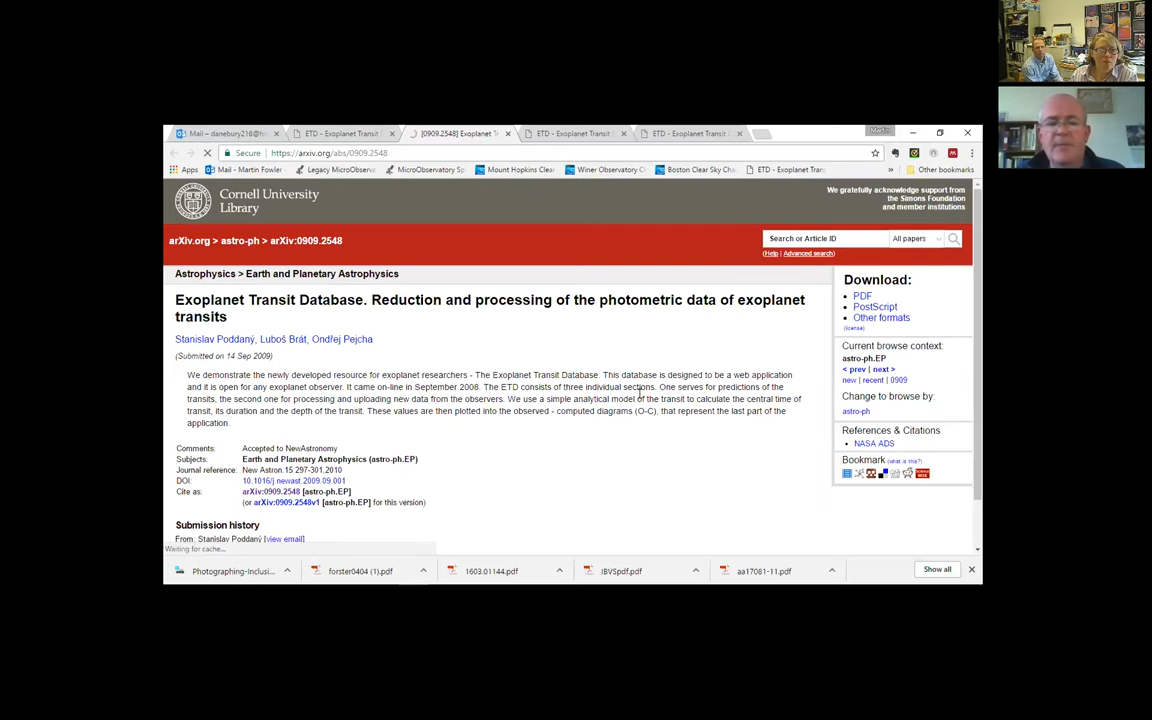 Mail – danebury216@h
ETD - Exoplanet Transit
[0909.2548] Exoplanet
ETD - Exoplanet Transit
ETD - Exoplanet Transit
Martin
Secure
https://arxiv.org/abs/0909.2548
Apps
Mail - Martin Fowler
Legacy MicroObserv
MicroObservatory Sp
Mount Hopkins Clear
Winer Observatory C
Boston Clear Sky Cha
ETD - Exoplanet Tran
»
Other bookmarks
Cornell University
Library
We gratefully acknowledge support from
the Simons Foundation
and member institutions
arXiv.org > astro-ph > arXiv:0909.2548
Search or Article ID
All papers
(Help | Advanced search)
Astrophysics > Earth and Planetary Astrophysics
Exoplanet Transit Database. Reduction and processing of the photometric data of exoplanet
transits
Stanislav Poddaný, Luboš Brát, Ondřej Pejcha
(Submitted on 14 Sep 2009)
We demonstrate the newly developed resource for exoplanet researchers - The Exoplanet Transit Database. This database is designed to be a web application
and it is open for any exoplanet observer. It came on-line in September 2008. The ETD consists of three individual sections. One serves for predictions of the
transits, the second one for processing and uploading new data from the observers. We use a simple analytical model of the transit to calculate the central time of
transit, its duration and the depth of the transit. These values are then plotted into the observed - computed diagrams (O-C), that represent the last part of the
application.
Comments: Accepted to NewAstronomy
Subjects: Earth and Planetary Astrophysics (astro-ph.EP)
Journal reference: New Astron.15:297-301,2010
DOI: 10.1016/j.newast.2009.09.001
Cite as: arXiv:0909.2548 [astro-ph.EP]
(or arXiv:0909.2548v1 [astro-ph.EP] for this version)
Submission history
From: Stanislav Poddaný [view email]
Download:
PDF
PostScript
Other formats
(license)
Current browse context:
astro-ph.EP
< prev | next >
new | recent | 0909
Change to browse by:
astro-ph
References & Citations
NASA ADS
Bookmark (what is this?)
Waiting for cache...
Photographing-Inclusi...
forster0404 (1).pdf
1603.01144.pdf
IBVSpdf.pdf
aa17081-11.pdf
Show all